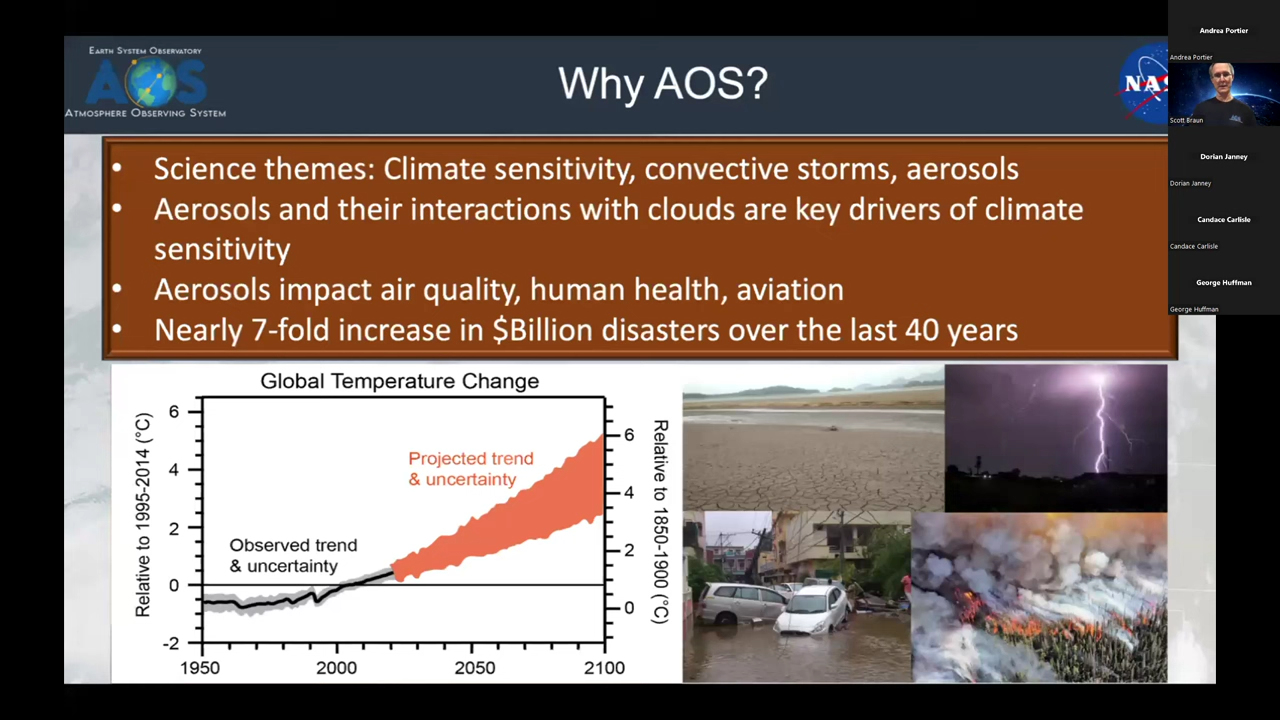 EARTH SYSTEM OBSERVATORY
AOS
ATMOSPHERE OBSERVING SYSTEM
Why AOS?
NAS
• Science themes: Climate sensitivity, convective storms, aerosols
• Aerosols and their interactions with clouds are key drivers of climate
sensitivity
• Aerosols impact air quality, human health, aviation
• Nearly 7-fold increase in $Billion disasters over the last 40 years
Global Temperature Change
Relative to 1995-2014 (°C)
6
4
2
0
-2
Projected trend
& uncertainty
Observed trend
& uncertainty
1950
2000
2050
2100
6
4
2
0
Relative to 1850-1900 (°C)
Andrea Portier
Andrea Portier
Scott Braun
Dorian Janney
Dorian Janney
Candace Carlisle
Candace Carlisle
George Huffman
George Huffman